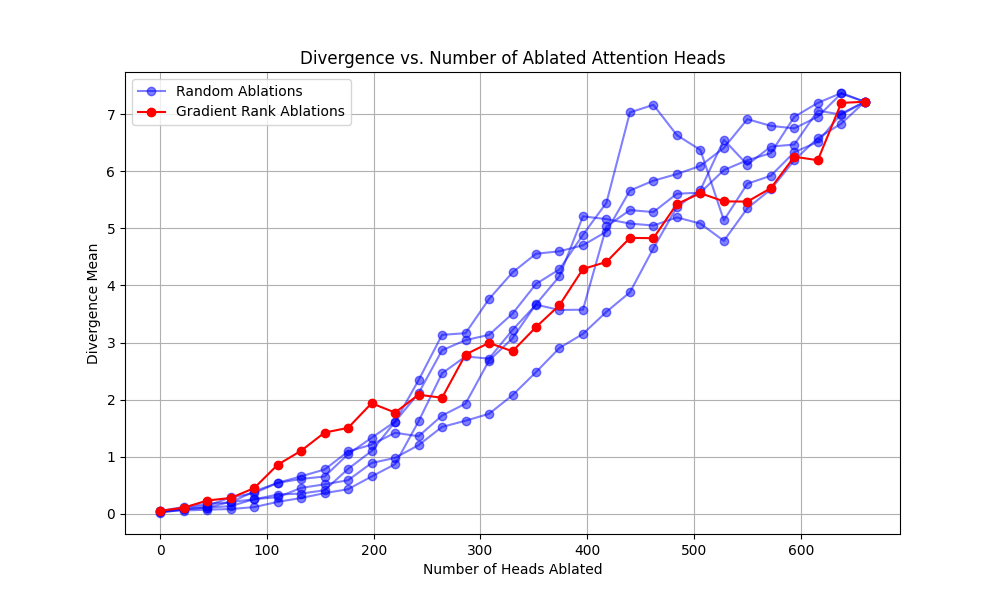 Divergence vs. Number of Ablated Attention Heads
Random Ablations
Gradient Rank Ablations
Divergence Mean
7
6
5
4
3
2
1
0
0 100 200 300 400 500 600
Number of Heads Ablated